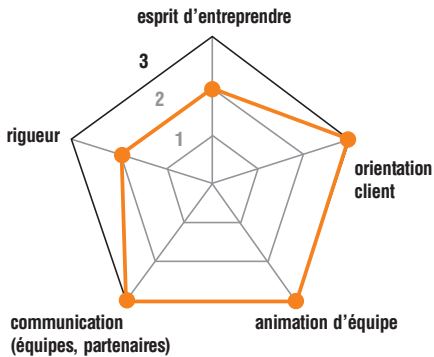 esprit d'entreprendre
3
2
1
rigueur
orientation
client
communication
(équipes, partenaires)
animation d'équipe